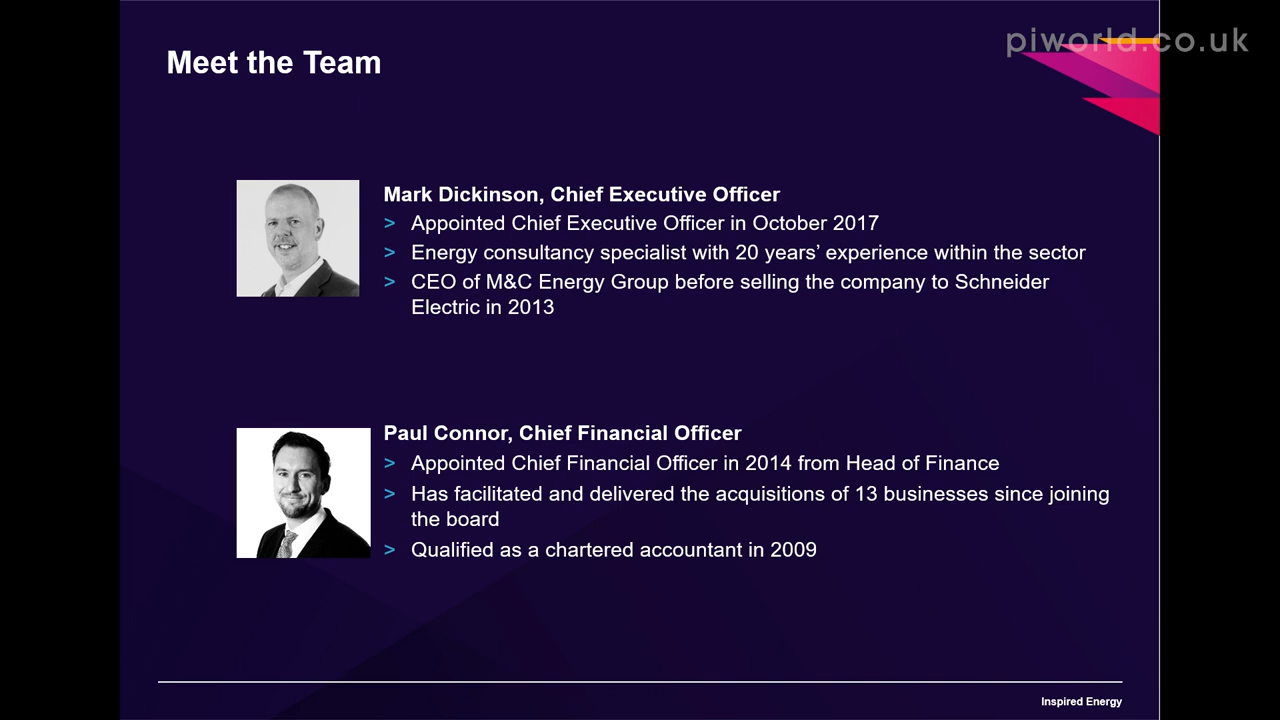 piworld.co.uk
Meet the Team
Mark Dickinson, Chief Executive Officer
> Appointed Chief Executive Officer in October 2017
> Energy consultancy specialist with 20 years’ experience within the sector
> CEO of M&C Energy Group before selling the company to Schneider
Electric in 2013
Paul Connor, Chief Financial Officer
> Appointed Chief Financial Officer in 2014 from Head of Finance
> Has facilitated and delivered the acquisitions of 13 businesses since joining
the board
> Qualified as a chartered accountant in 2009
Inspired Energy